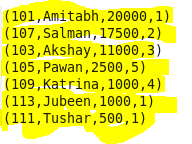 (101,Amitabh,20000,1)
(107,Salman,17500,2)
(103,Akshay,11000,3)
(105,Pawan,2500,5)
(109,Katrina,1000,4)
(113,Jubeen,1000,1)
(111,Tushar,500,1)